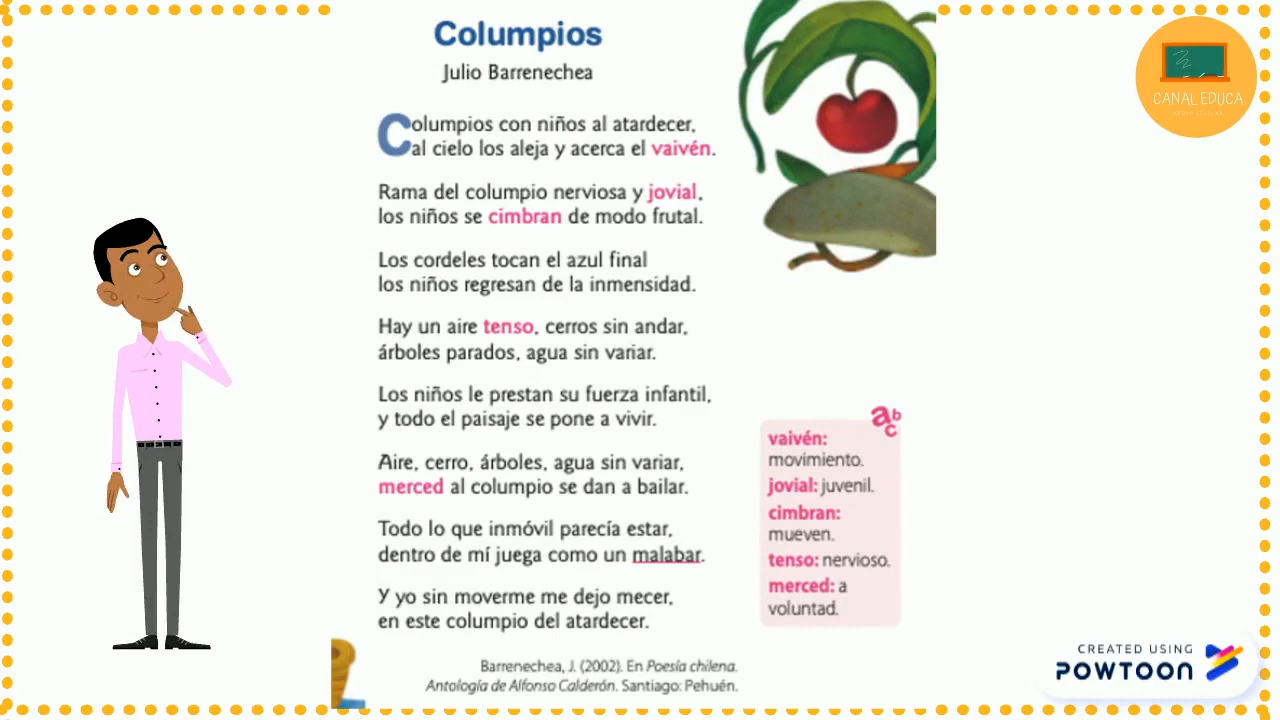 Columpios
Julio Barrenechea
Columpios con niños al atardecer,
al cielo los aleja y acerca el vaivén.
Rama del columpio nerviosa y jovial,
los niños se cimbran de modo frutal.
Los cordeles tocan el azul final
los niños regresan de la inmensidad.
Hay un aire tenso, cerros sin andar,
árboles parados, agua sin variar.
Los niños le prestan su fuerza infantil,
y todo el paisaje se pone a vivir.
Aire, cerro, árboles, agua sin variar,
merced al columpio se dan a bailar.
Todo lo que inmóvil parecía estar,
dentro de mí juega como un malabar.
Y yo sin moverme me dejo mecer,
en este columpio del atardecer.
Barrenechea, J. (2002). En Poesía chilena.
Antología de Alfonso Calderón. Santiago: Pehuén.
a b c
vaivén:
movimiento.
jovial: juvenil.
cimbran:
mueven.
tenso: nervioso.
merced: a
voluntad.
CANAL EDUCA
CREATED USING
POWTOON